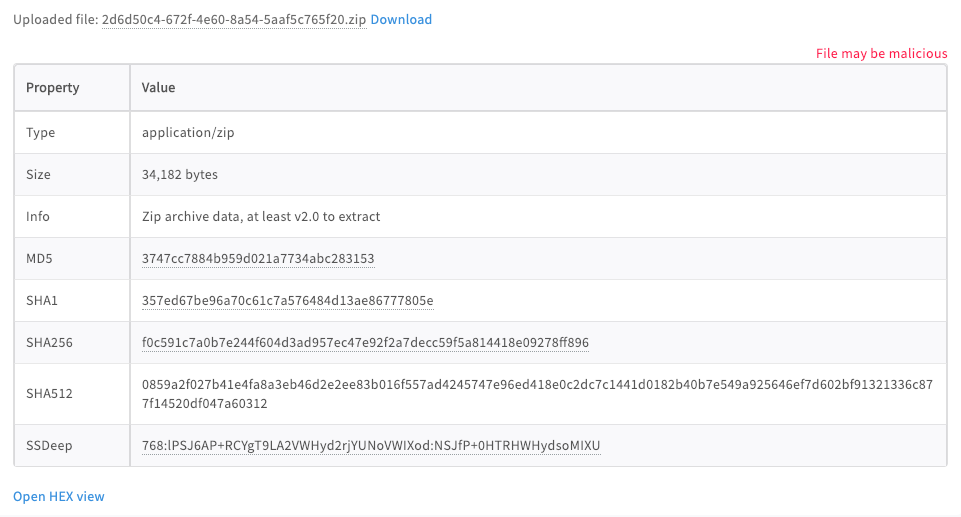 Uploaded file: 2d6d50c4-672f-4e60-8a54-5aaf5c765f20.zip Download
File may be malicious
Property Value
Type application/zip
Size 34,182 bytes
Info Zip archive data, at least v2.0 to extract
MD5 3747cc7884b959d021a7734abc283153
SHA1 357ed67be96a70c61c7a576484d13ae86777805e
SHA256 f0c591c7a0b7e244f604d3ad957ec47e92f2a7decc59f5a814418e09278ff896
SHA512 0859a2f027b41e4fa8a3eb46d2e2ee83b016f557ad4245747e96ed418e0c2dc7c1441d0182b40b7e549a925646ef7d602bf91321336c87
7f14520df047a60312
SSDeep 768:lPSJ6AP+RCYgT9LA2VWHyd2rjYUNoVWIXod:NSJfP+0HTRHWHydsoMIXU
Open HEX view